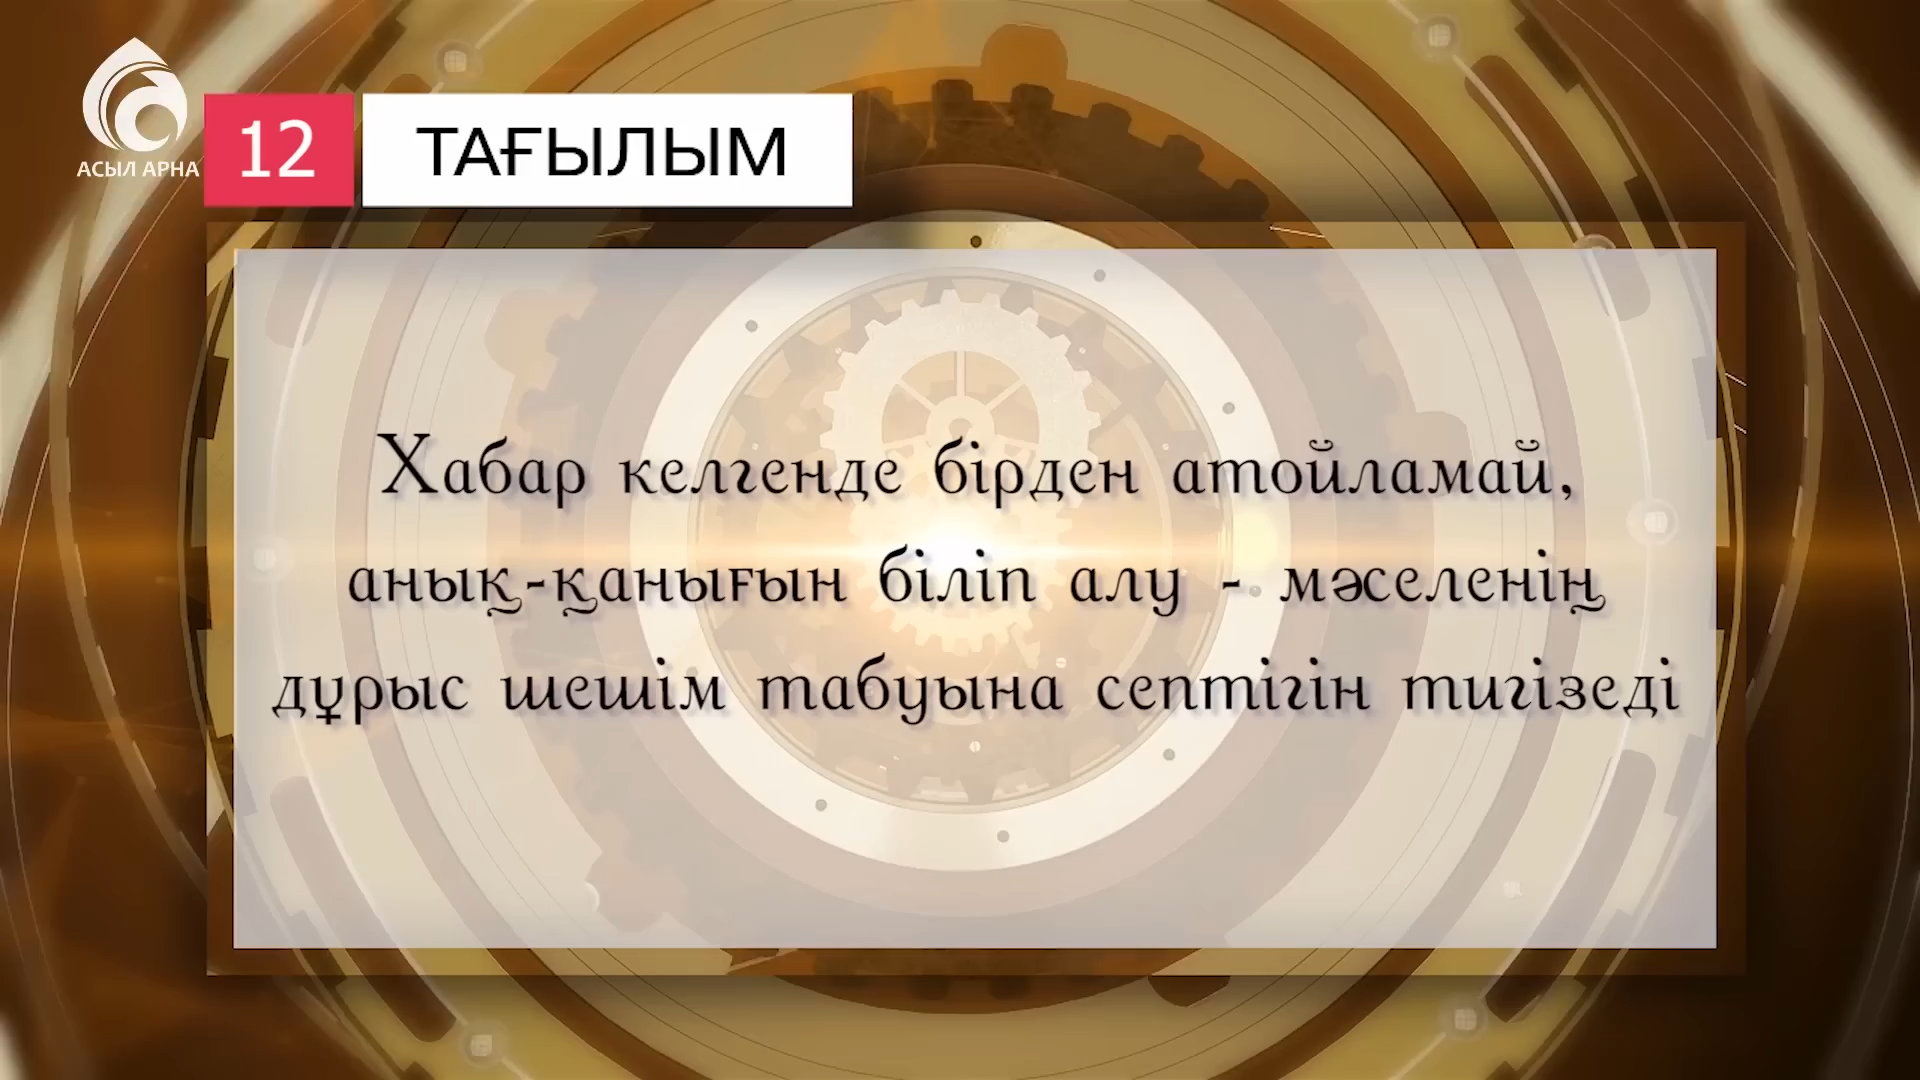 АСЫЛ АРНА
12 ТАҒЫЛЫМ
Хабар келгенде бірден атойламай,
анық-қанығын біліп алу - мәселенің
дұрыс шешім табуына септігін тигізеді